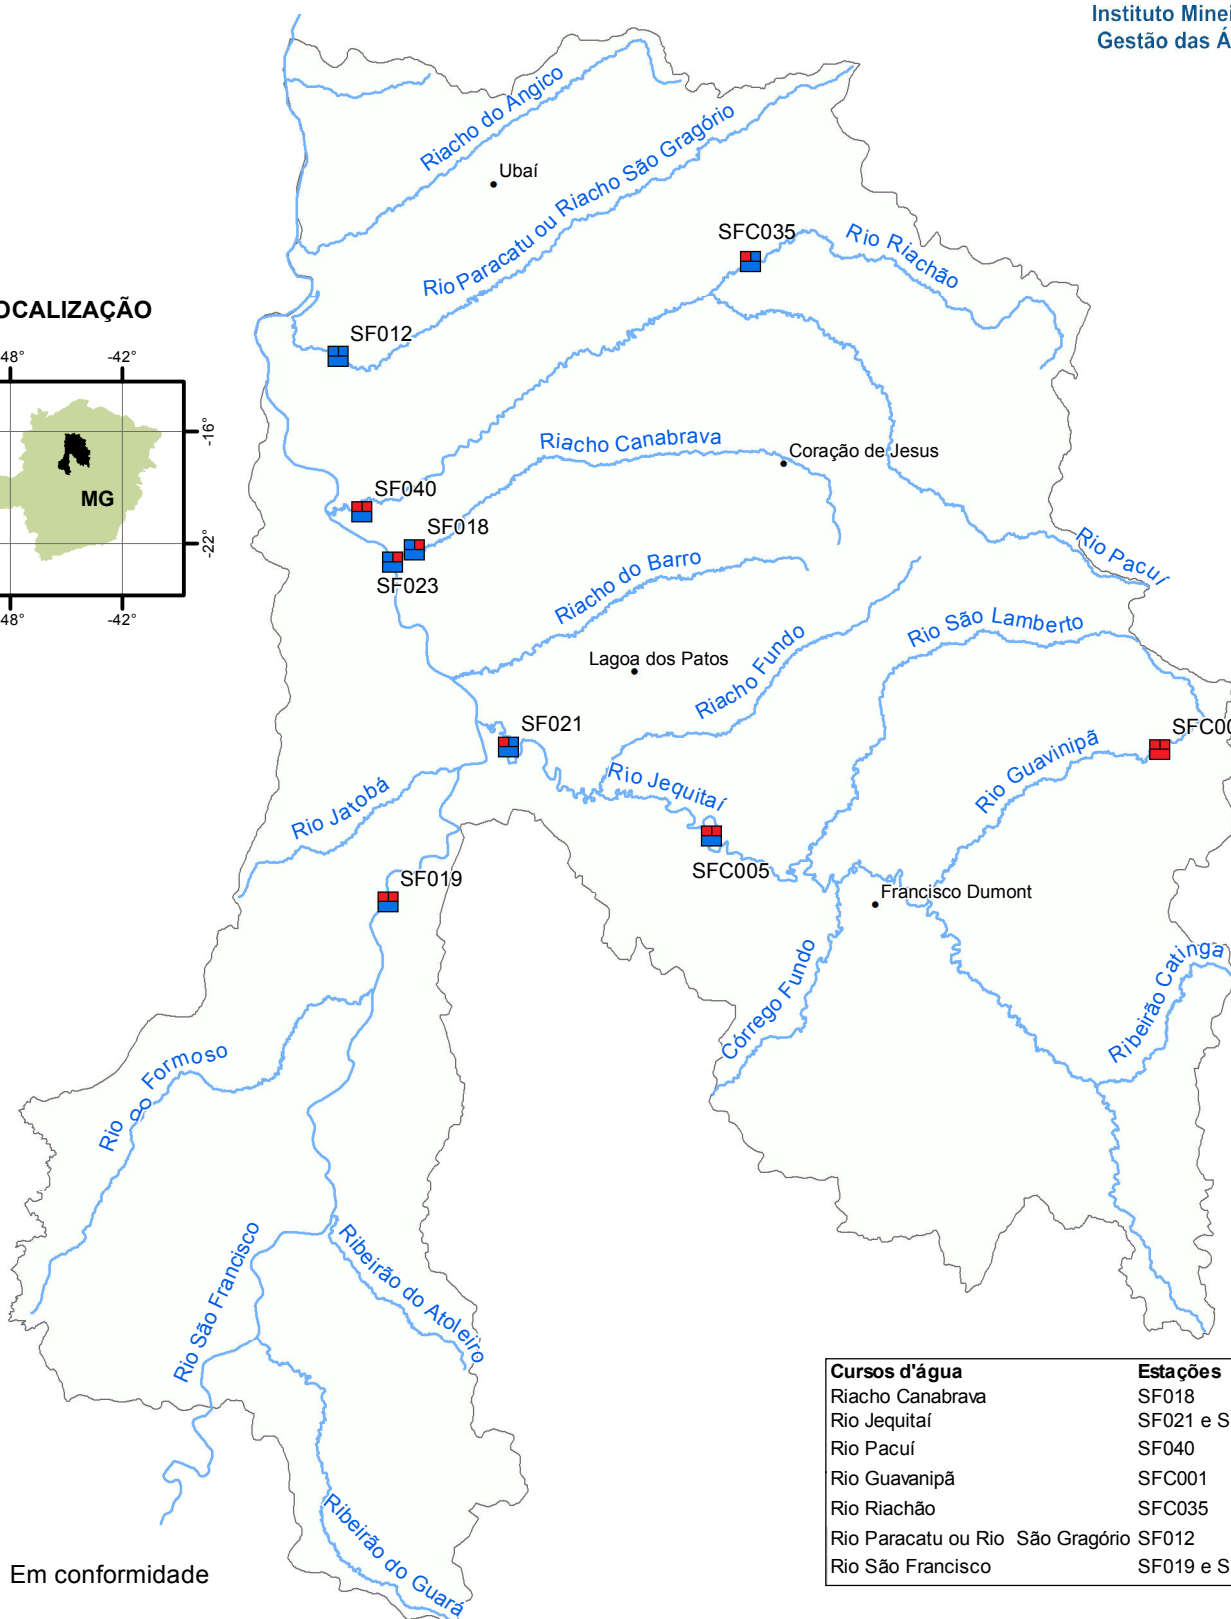 Instituto Minei
Gestão das Á
Riacho do Angico
Ubaí
Rio Paracatu ou Riacho São Gragório
SFC035
Rio Riachão
OCALIZAÇÃO
SF012
48°
-42°
-16°
MG
-22°
48°
-42°
Riacho Canabrava
Coração de Jesus
SF040
SF018
SF023
Rio Pacuí
Riacho do Barro
Rio São Lamberto
Lagoa dos Patos
Riacho Fundo
SF021
SFC00
Rio Guavinipã
Rio Jequitaí
Rio Jatobá
SFC005
SF019
Francisco Dumont
Córrego Fundo
Ribeirão Catinga
Rio do Formoso
Rio São Francisco
Ribeirão do Atoleiro
Cursos d'água Estações
Riacho Canabrava SF018
Rio Jequitaí SF021 e S
Rio Pacuí SF040
Rio Guavanipã SFC001
Rio Riachão SFC035
Rio Paracatu ou Rio São Gragório SF012
Rio São Francisco SF019 e S
Ribeirão do Guará
Em conformidade